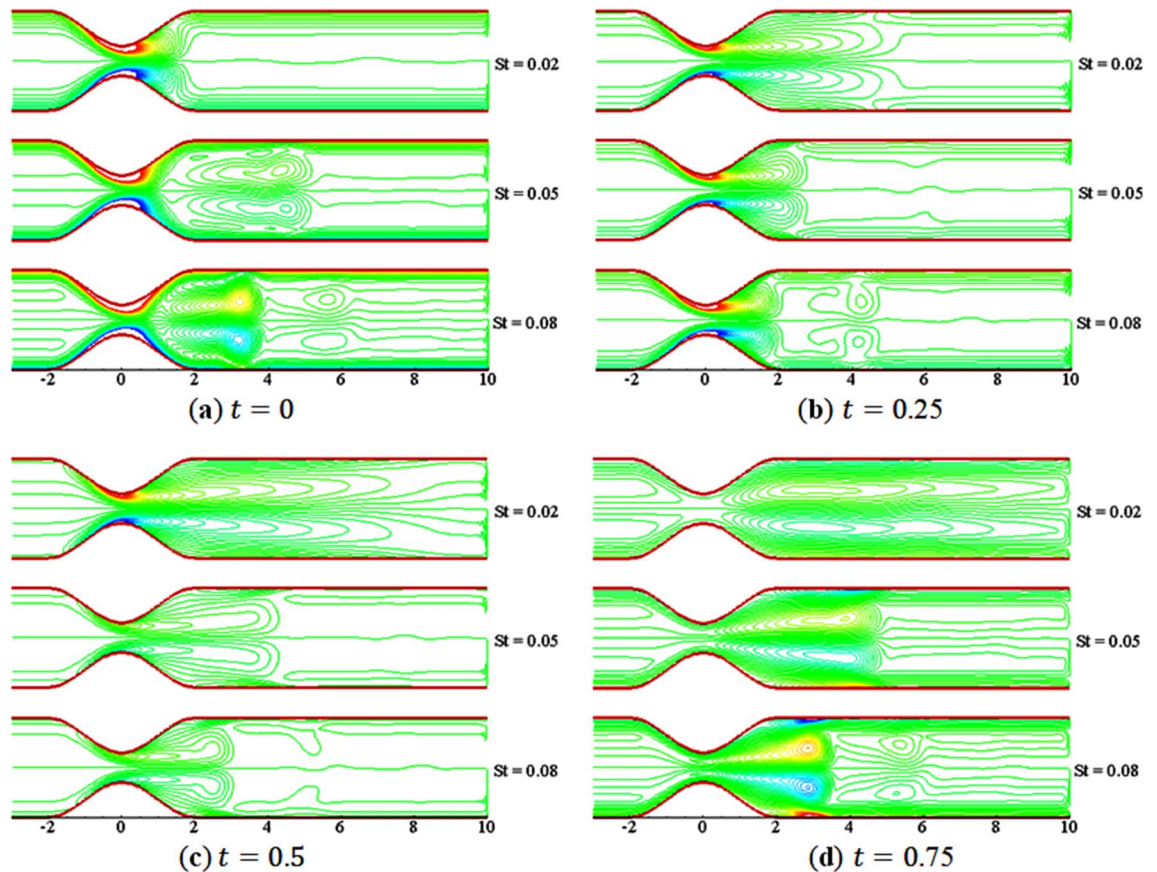 St = 0.02
St = 0.05
St = 0.08
-2 0 2 4 6 8 10
(a) t = 0
St = 0.02
St = 0.05
St = 0.08
-2 0 2 4 6 8 10
(b) t = 0.25
St = 0.02
St = 0.05
St = 0.08
-2 0 2 4 6 8 10
(c) t = 0.5
St = 0.02
St = 0.05
St = 0.08
-2 0 2 4 6 8 10
(d) t = 0.75